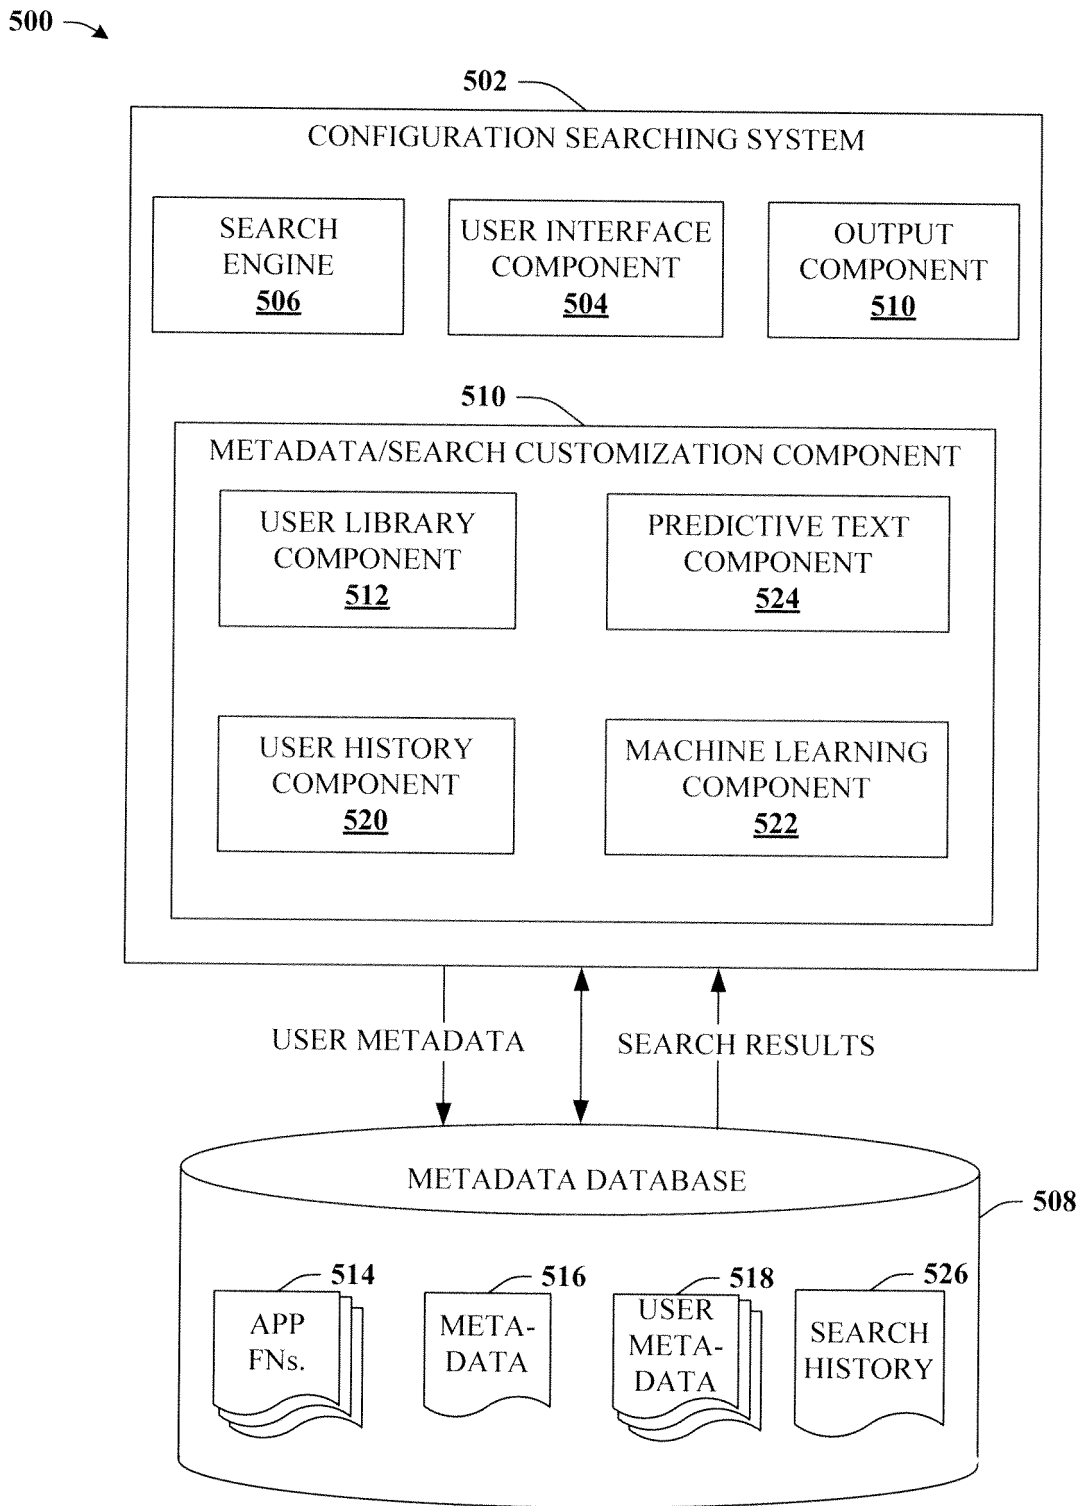 500
502
CONFIGURATION SEARCHING SYSTEM
SEARCH
ENGINE
506
USER INTERFACE
COMPONENT
504
OUTPUT
COMPONENT
510
510
METADATA/SEARCH CUSTOMIZATION COMPONENT
USER LIBRARY
COMPONENT
512
PREDICTIVE TEXT
COMPONENT
524
USER HISTORY
COMPONENT
520
MACHINE LEARNING
COMPONENT
522
USER METADATA
SEARCH RESULTS
METADATA DATABASE
508
514
APP
FNs.
516
META-
DATA
518
USER
META-
DATA
526
SEARCH
HISTORY